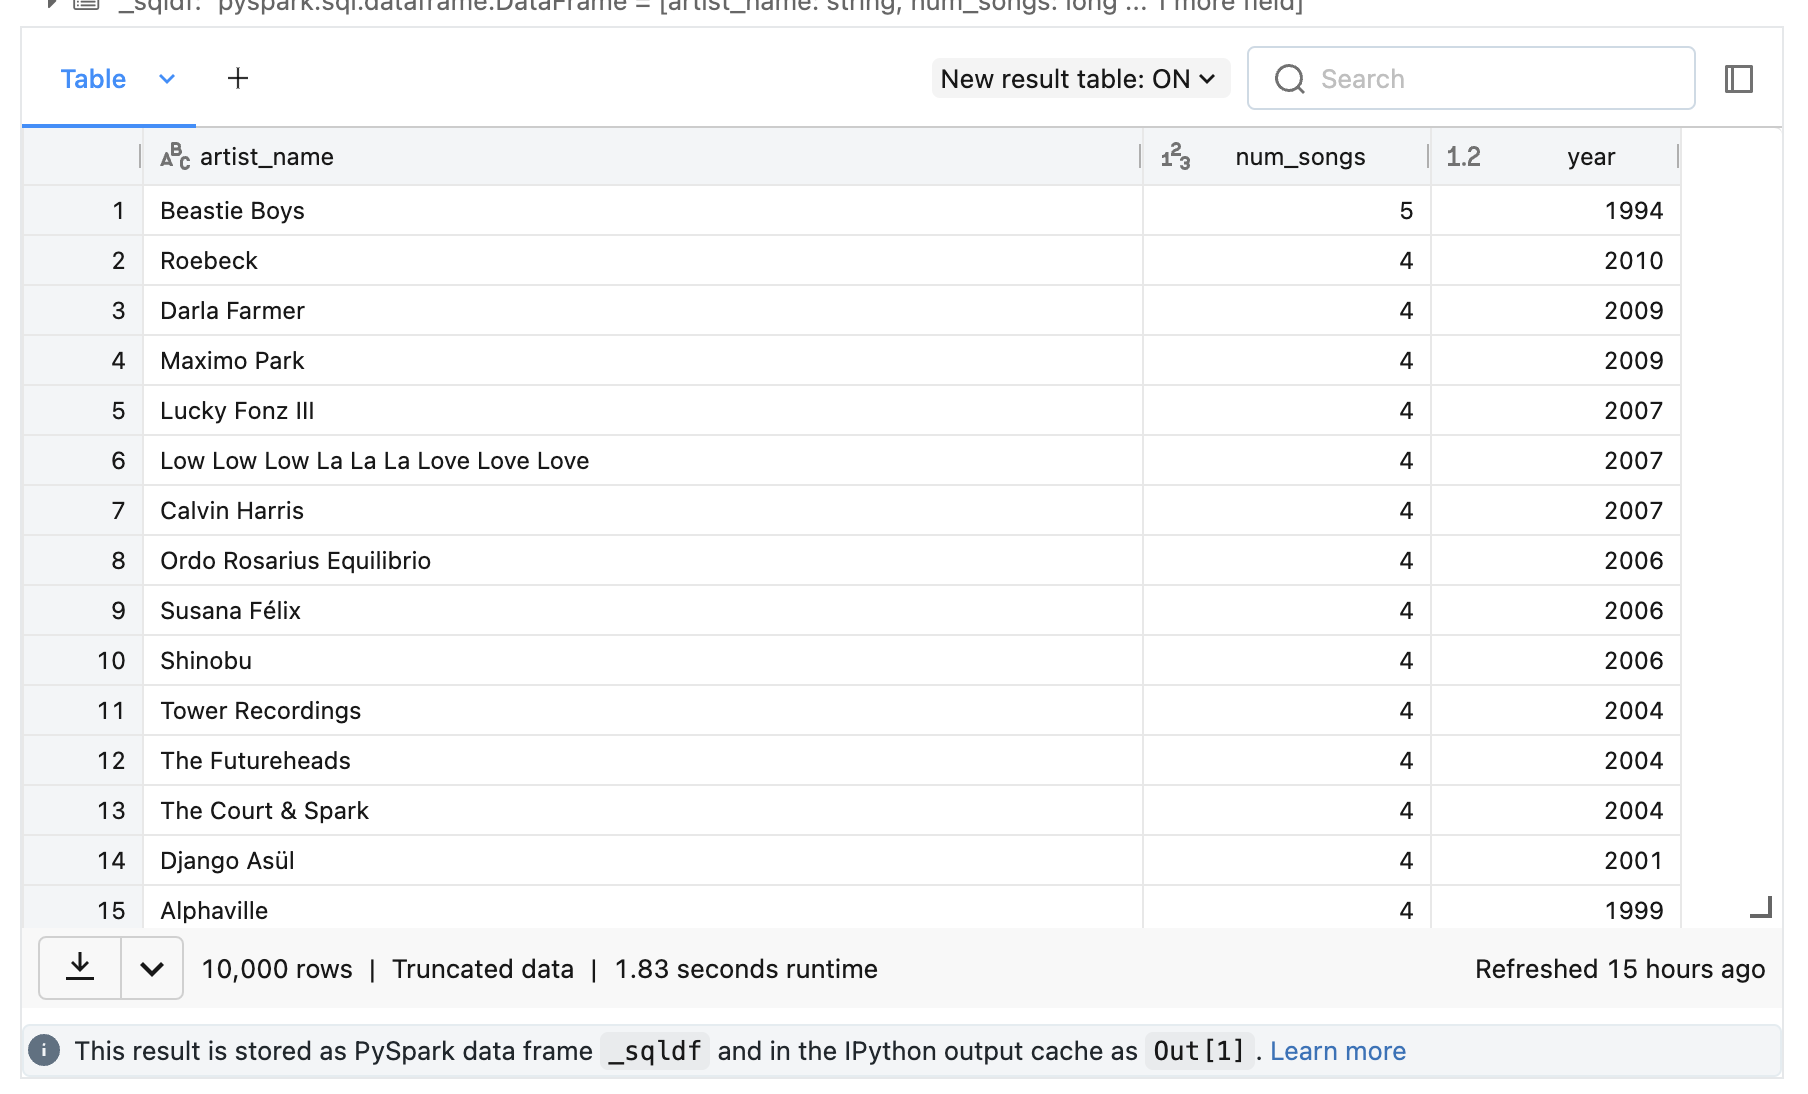 _sqldf: pyspark.sql.dataframe.DataFrame = [artist_name: string, num_songs: long ... 1 more field]
Table + New result table: ON Search
artist_name num_songs 1.2 year
1 Beastie Boys 5 1994
2 Roebeck 4 2010
3 Darla Farmer 4 2009
4 Maximo Park 4 2009
5 Lucky Fonz III 4 2007
6 Low Low Low La La La Love Love Love 4 2007
7 Calvin Harris 4 2007
8 Ordo Rosarius Equilibrio 4 2006
9 Susana Félix 4 2006
10 Shinobu 4 2006
11 Tower Recordings 4 2004
12 The Futureheads 4 2004
13 The Court & Spark 4 2004
14 Django Asül 4 2001
15 Alphaville 4 1999
10,000 rows | Truncated data | 1.83 seconds runtime Refreshed 15 hours ago
This result is stored as PySpark data frame _sqldf and in the IPython output cache as Out[1]. Learn more